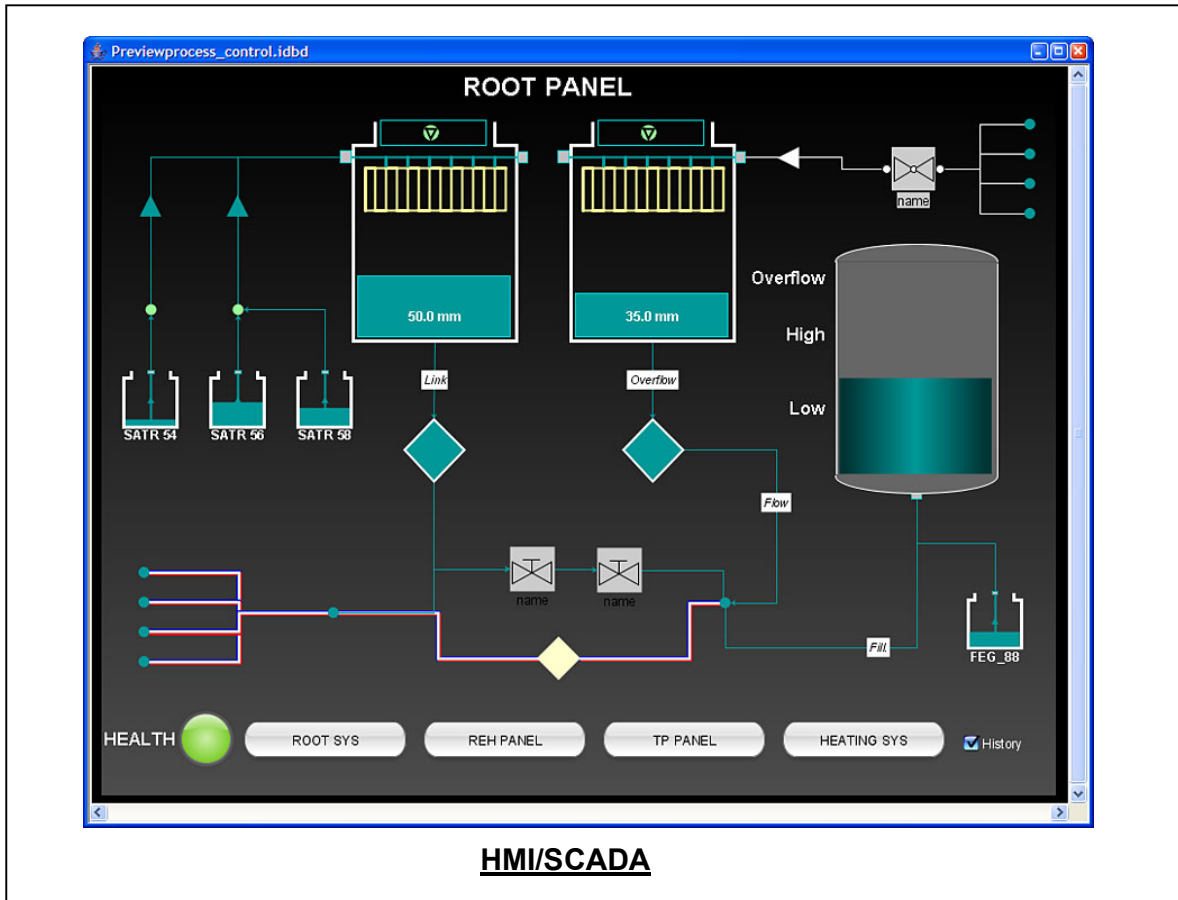 Previewprocess_control.idbd
ROOT PANEL
name
Overflow
High
Low
50.0 mm
35.0 mm
Link
Overflow
SATR 54
SATR 56
SATR 58
Flow
name
name
Fill.
FEG_88
HEALTH
ROOT SYS
REH PANEL
TP PANEL
HEATING SYS
History
HMI/SCADA